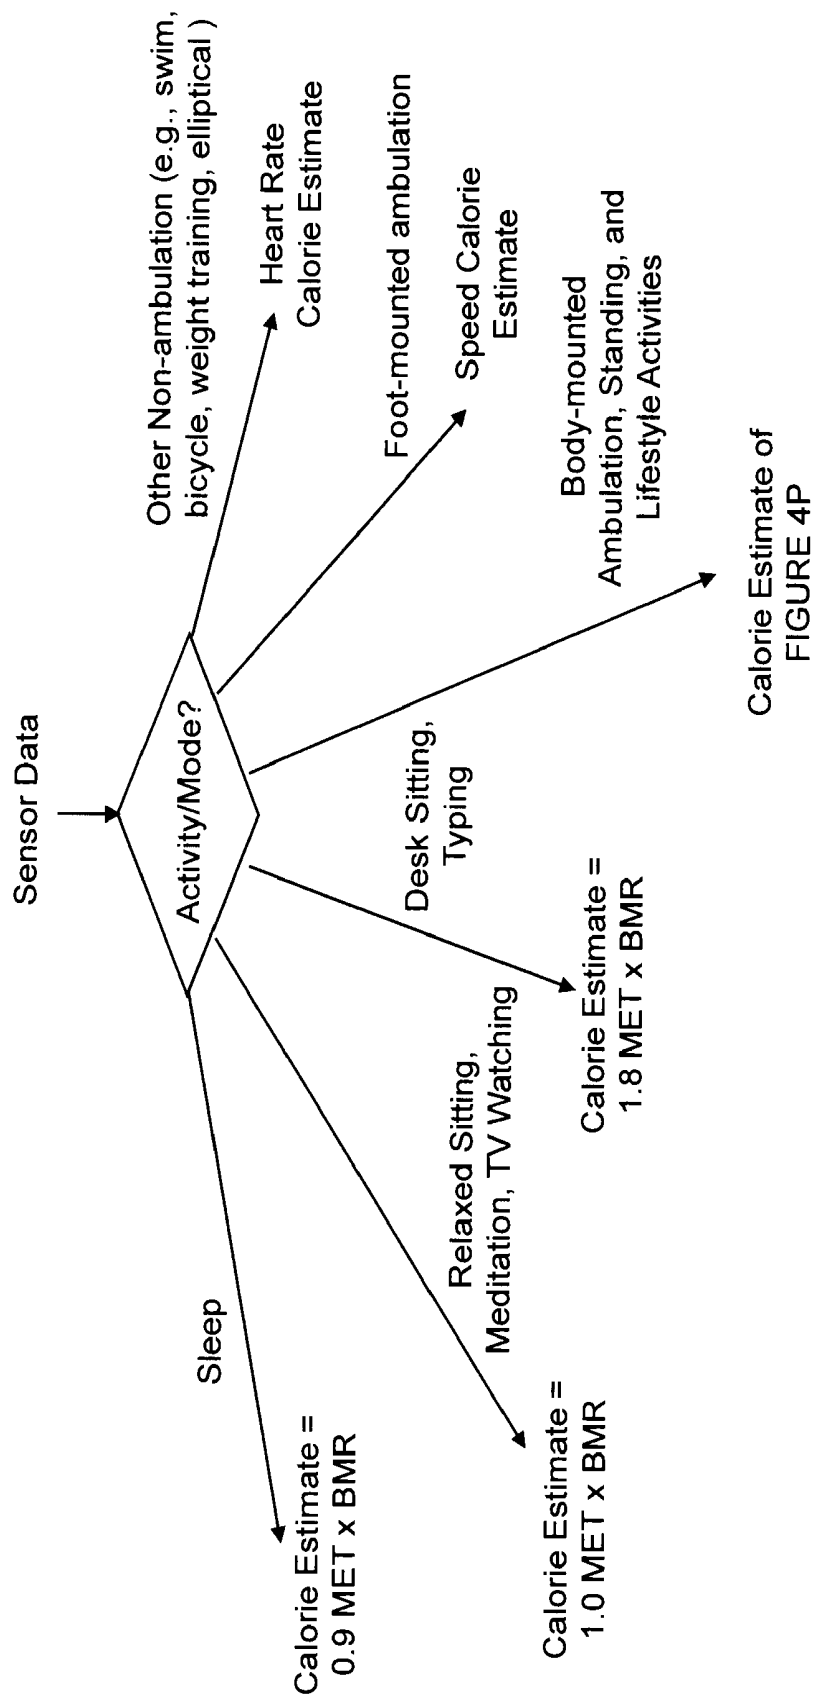 Sensor Data
Activity/Mode?
Sleep
Calorie Estimate =
0.9 MET x BMR
Relaxed Sitting,
Meditation, TV Watching
Calorie Estimate =
1.0 MET x BMR
Desk Sitting,
Typing
Calorie Estimate =
1.8 MET x BMR
Body-mounted
Ambulation, Standing, and
Lifestyle Activities
Calorie Estimate of
FIGURE 4P
Foot-mounted ambulation
Speed Calorie
Estimate
Other Non-ambulation (e.g., swim,
bicycle, weight training, elliptical )
Heart Rate
Calorie Estimate